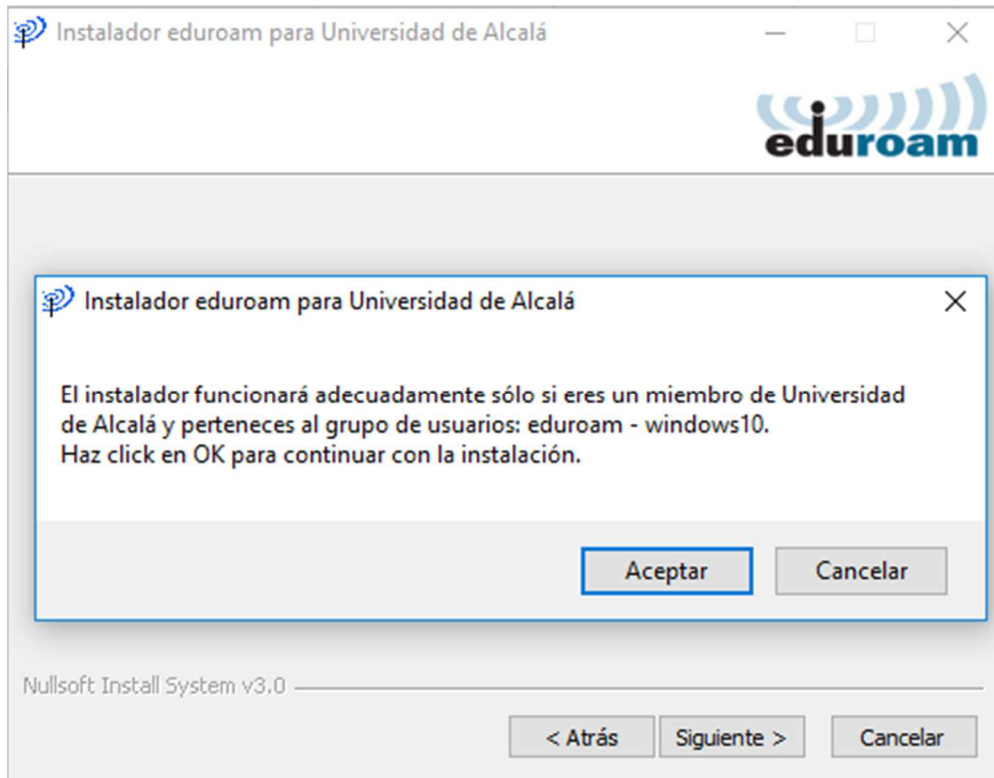 Instalador eduroam para Universidad de Alcalá
eduroam
Instalador eduroam para Universidad de Alcalá
El instalador funcionará adecuadamente sólo si eres un miembro de Universidad
de Alcalá y perteneces al grupo de usuarios: eduroam - windows10.
Haz click en OK para continuar con la instalación.
Aceptar
Cancelar
Nullsoft Install System v3.0
< Atrás
Siguiente >
Cancelar